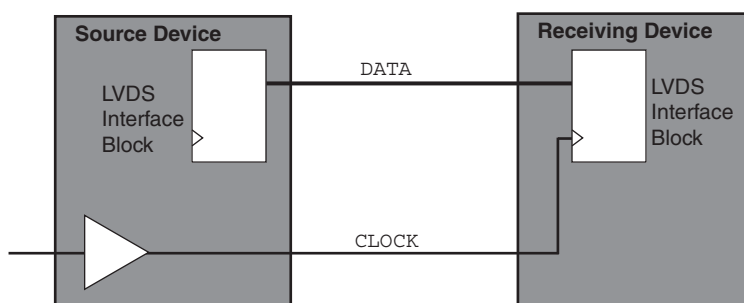 Source Device
LVDS
Interface
Block
DATA
CLOCK
Receiving Device
LVDS
Interface
Block